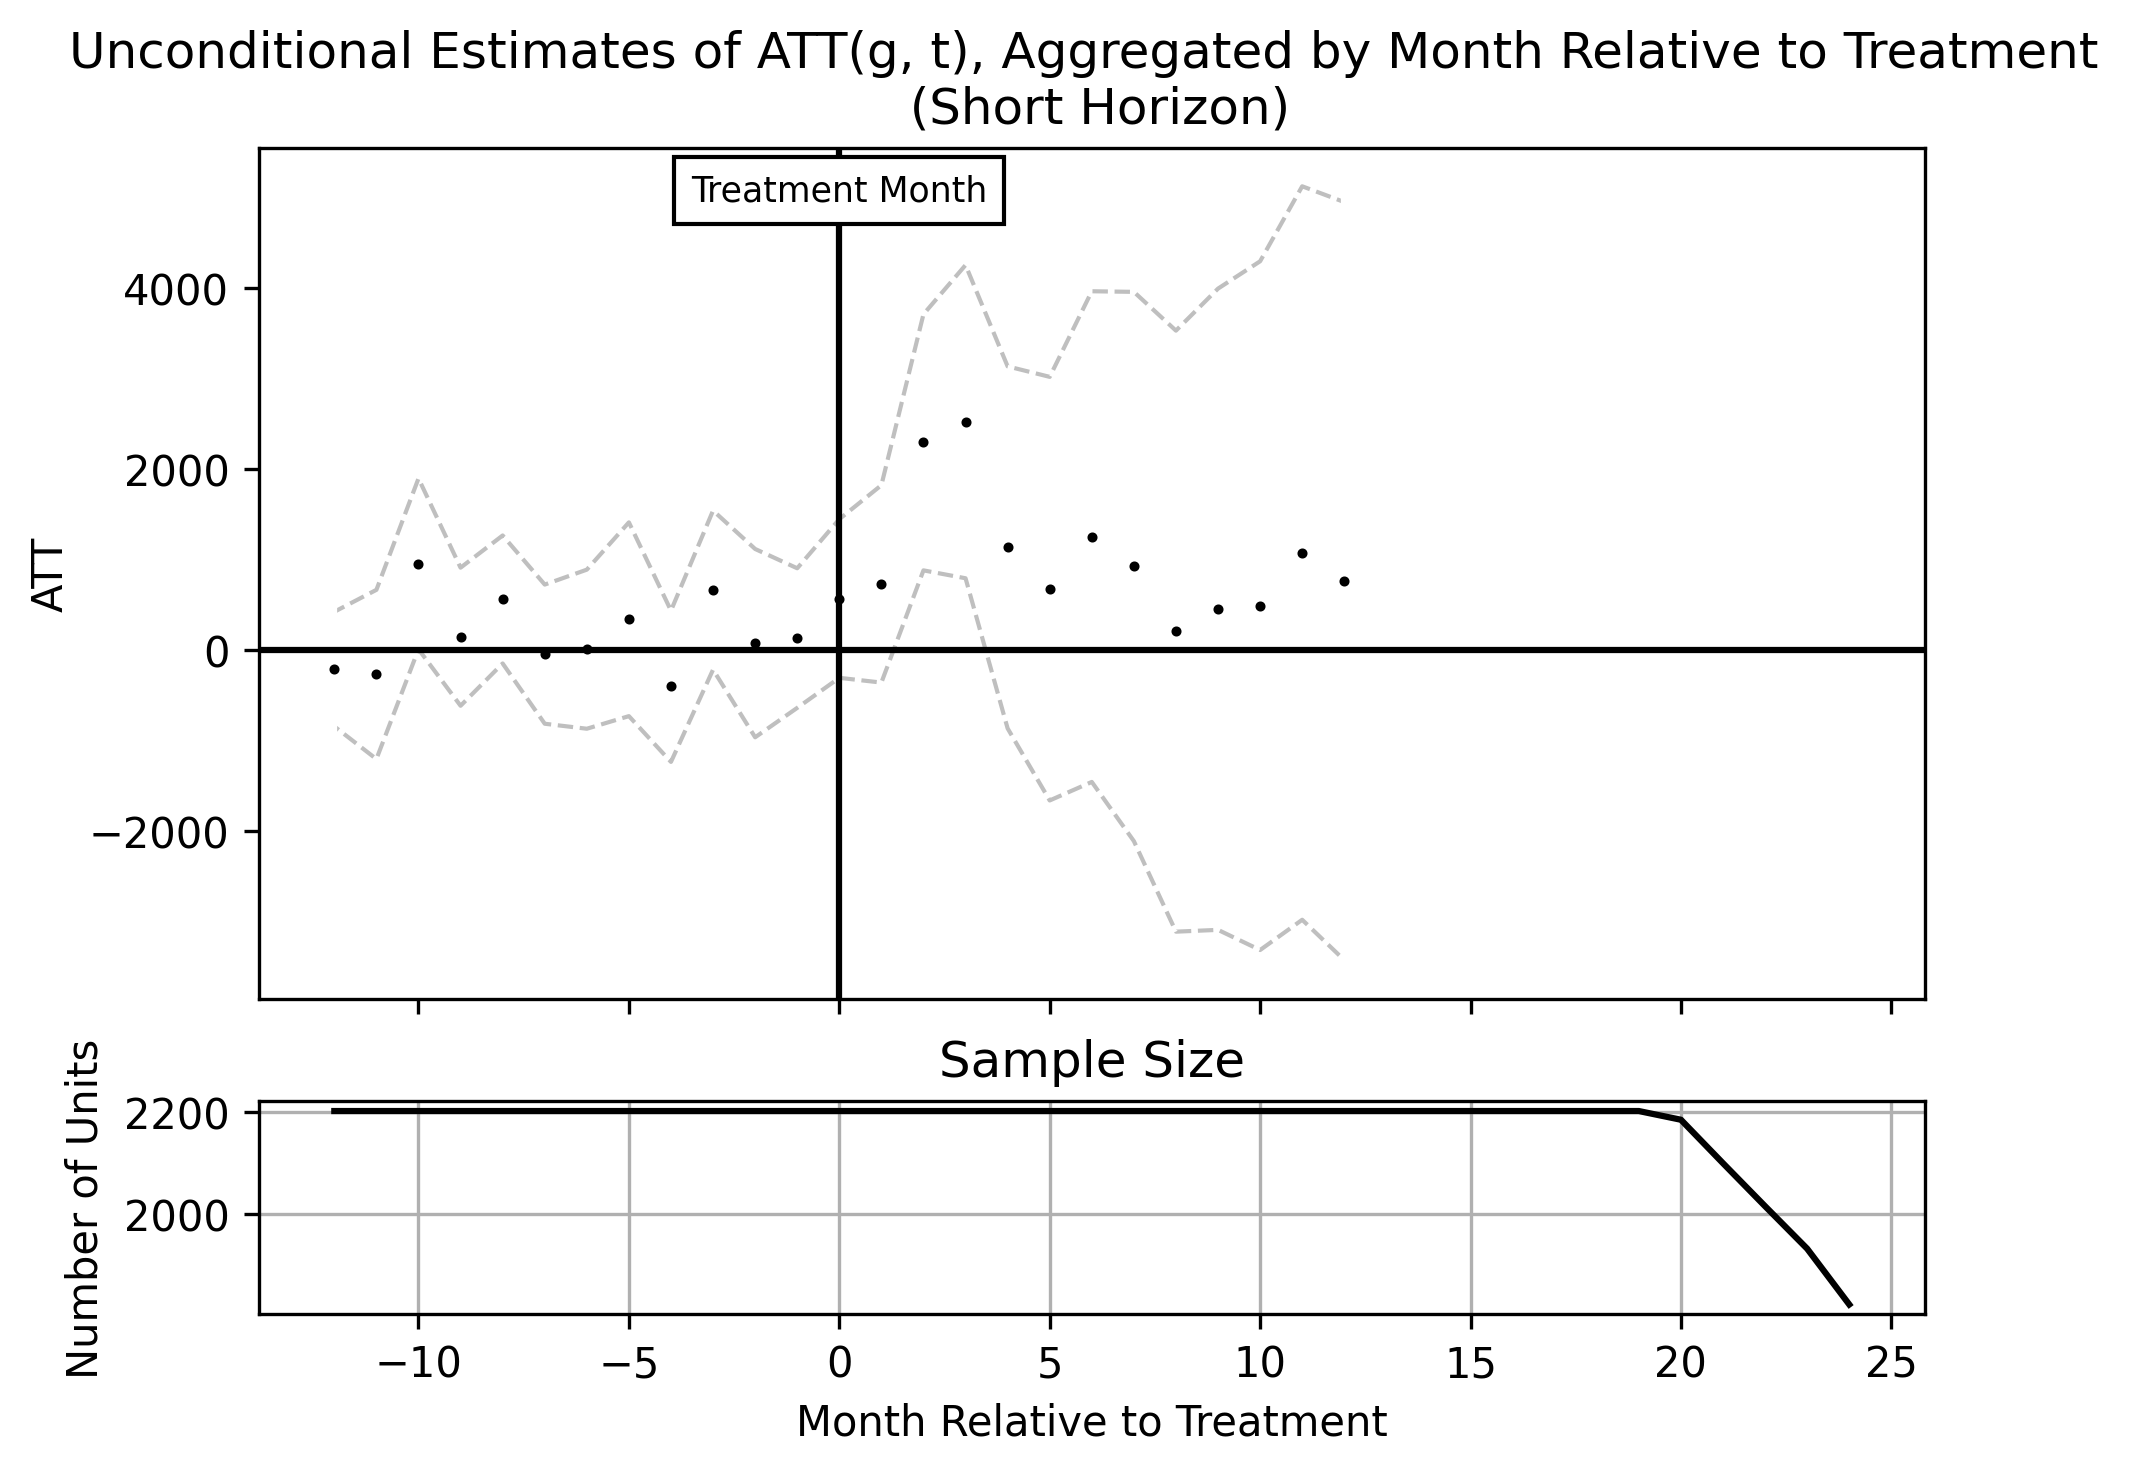 Unconditional Estimates of ATT(g, t), Aggregated by Month Relative to Treatment
(Short Horizon)
Treatment Month
ATT
4000
2000
0
−2000
Sample Size
Number of Units
2200
2000
−10 −5 0 5 10 15 20 25
Month Relative to Treatment